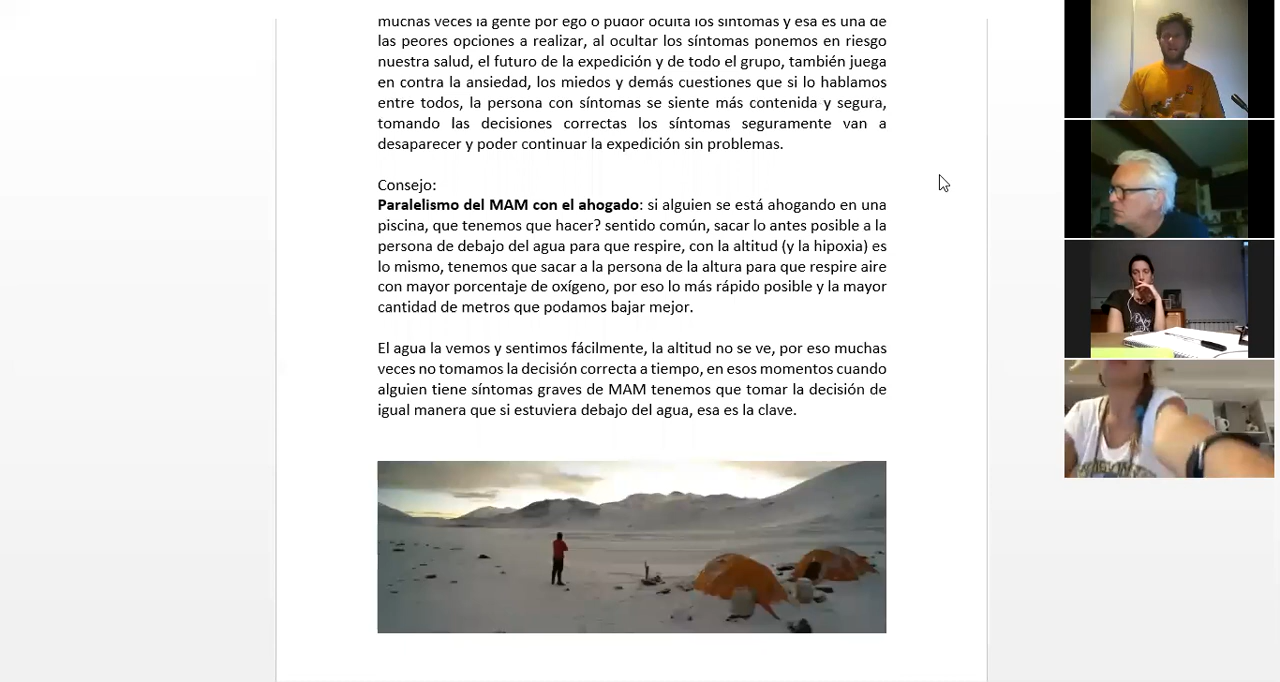 muchas veces la gente por ego o pudor oculta los síntomas y esa es una de
las peores opciones a realizar, al ocultar los síntomas ponemos en riesgo
nuestra salud, el futuro de la expedición y de todo el grupo, también juega
en contra la ansiedad, los miedos y demás cuestiones que si lo hablamos
entre todos, la persona con síntomas se siente más contenida y segura,
tomando las decisiones correctas los síntomas seguramente van a
desaparecer y poder continuar la expedición sin problemas.
Consejo:
Paralelismo del MAM con el ahogado: si alguien se está ahogando en una
piscina, que tenemos que hacer? sentido común, sacar lo antes posible a la
persona de debajo del agua para que respire, con la altitud (y la hipoxia) es
lo mismo, tenemos que sacar a la persona de la altura para que respire aire
con mayor porcentaje de oxígeno, por eso lo más rápido posible y la mayor
cantidad de metros que podamos bajar mejor.
El agua la vemos y sentimos fácilmente, la altitud no se ve, por eso muchas
veces no tomamos la decisión correcta a tiempo, en esos momentos cuando
alguien tiene síntomas graves de MAM tenemos que tomar la decisión de
igual manera que si estuviera debajo del agua, esa es la clave.